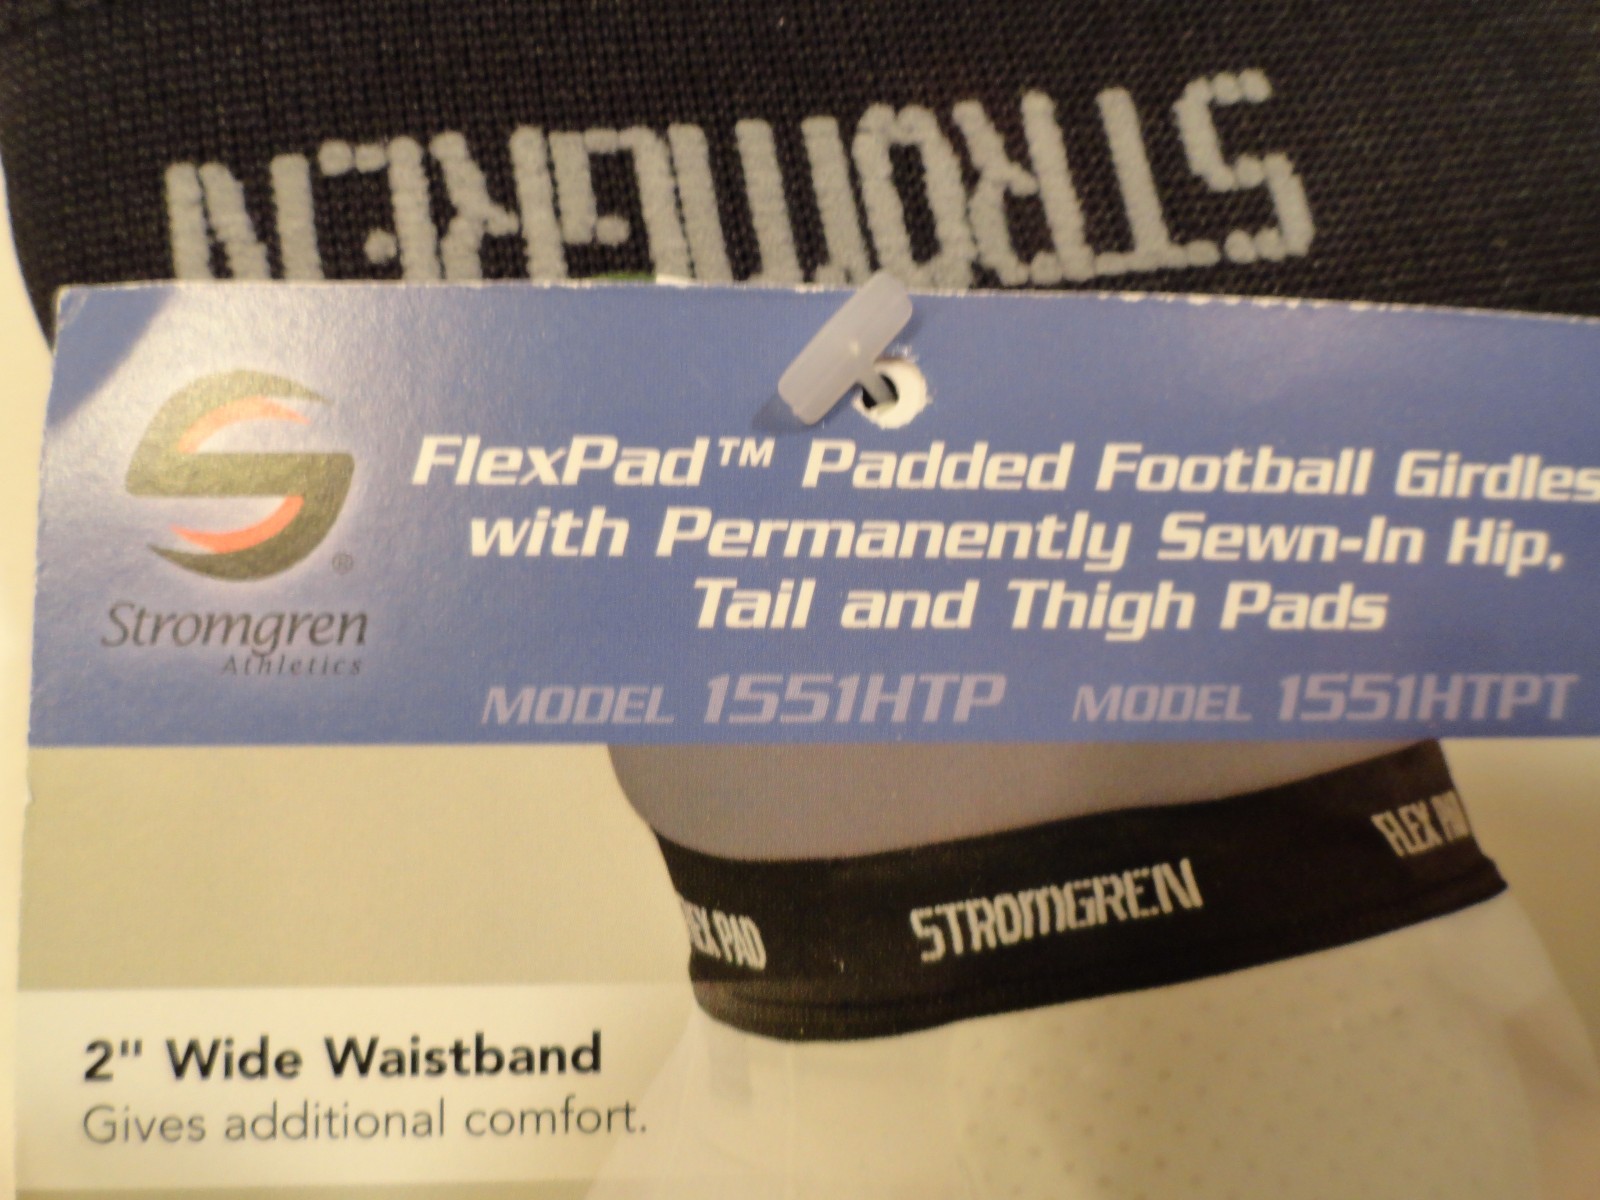 STROMGREN
FlexPad™ Padded Football Girdles
with Permanently Sewn-In Hip,
Tail and Thigh Pads
Stromgren®
Athletics
MODEL 1551HTP MODEL 1551HTPT
FLEX PAD
STROMGREN
PAD
2" Wide Waistband
Gives additional comfort.